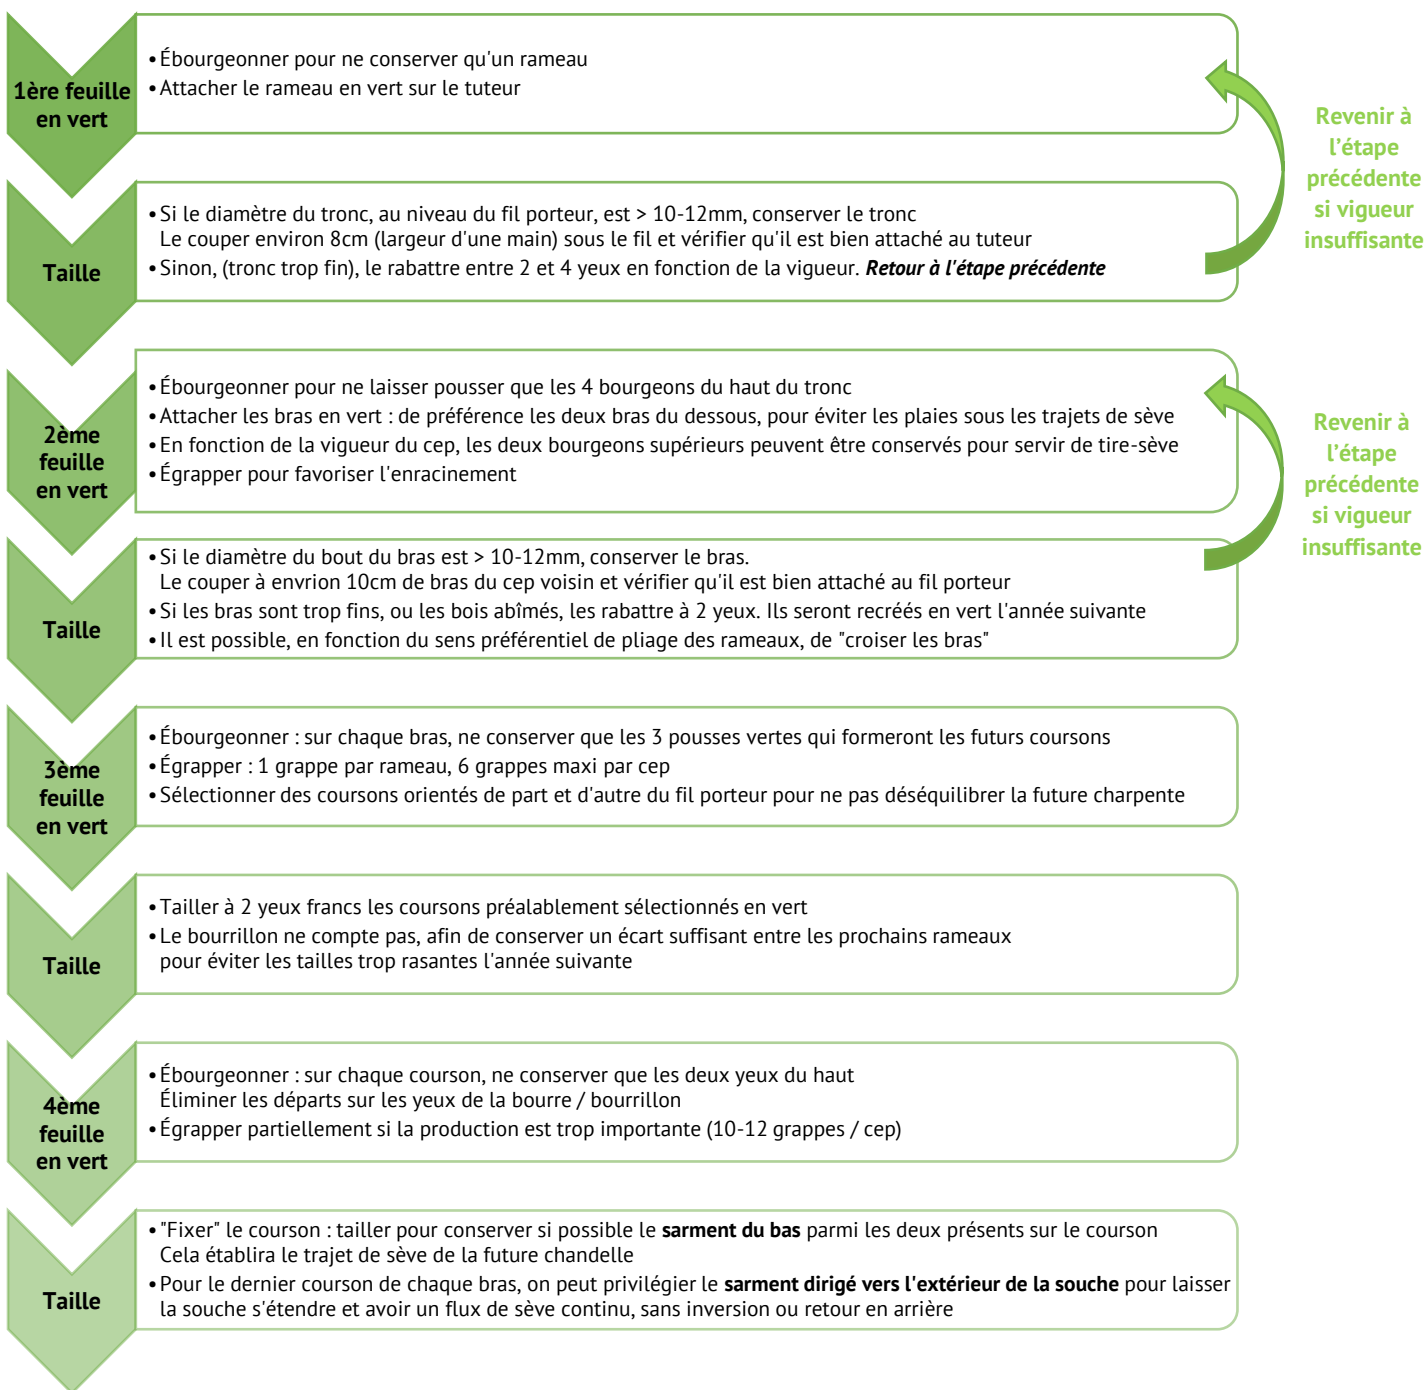 1ère feuille
en vert
•Ébourgeonner pour ne conserver qu'un rameau
•Attacher le rameau en vert sur le tuteur
Revenir à
l'étape
précédente
si vigueur
insuffisante
Taille
•Si le diamètre du tronc, au niveau du fil porteur, est > 10-12mm, conserver le tronc
Le couper environ 8cm (largeur d'une main) sous le fil et vérifier qu'il est bien attaché au tuteur
•Sinon, (tronc trop fin), le rabattre entre 2 et 4 yeux en fonction de la vigueur. Retour à l'étape précédente
2ème
feuille
en vert
•Ébourgeonner pour ne laisser pousser que les 4 bourgeons du haut du tronc
•Attacher les bras en vert : de préférence les deux bras du dessous, pour éviter les plaies sous les trajets de sève
•En fonction de la vigueur du cep, les deux bourgeons supérieurs peuvent être conservés pour servir de tire-sève
•Égrapper pour favoriser l'enracinement
Revenir à
l'étape
précédente
si vigueur
insuffisante
Taille
•Si le diamètre du bout du bras est > 10-12mm, conserver le bras.
Le couper à envrion 10cm de bras du cep voisin et vérifier qu'il est bien attaché au fil porteur
•Si les bras sont trop fins, ou les bois abîmés, les rabattre à 2 yeux. Ils seront recréés en vert l'année suivante
•Il est possible, en fonction du sens préférentiel de pliage des rameaux, de "croiser les bras"
3ème
feuille
en vert
•Ébourgeonner : sur chaque bras, ne conserver que les 3 pousses vertes qui formeront les futurs coursons
•Égrapper : 1 grappe par rameau, 6 grappes maxi par cep
•Sélectionner des coursons orientés de part et d'autre du fil porteur pour ne pas déséquilibrer la future charpente
Taille
•Tailler à 2 yeux francs les coursons préalablement sélectionnés en vert
•Le bourrillon ne compte pas, afin de conserver un écart suffisant entre les prochains rameaux
pour éviter les tailles trop rasantes l'année suivante
4ème
feuille
en vert
•Ébourgeonner : sur chaque courson, ne conserver que les deux yeux du haut
Éliminer les départs sur les yeux de la bourre / bourrillon
•Égrapper partiellement si la production est trop importante (10-12 grappes / cep)
Taille
•"Fixer" le courson : tailler pour conserver si possible le sarment du bas parmi les deux présents sur le courson
Cela établira le trajet de sève de la future chandelle
•Pour le dernier courson de chaque bras, on peut privilégier le sarment dirigé vers l'extérieur de la souche pour laisser
la souche s'étendre et avoir un flux de sève continu, sans inversion ou retour en arrière